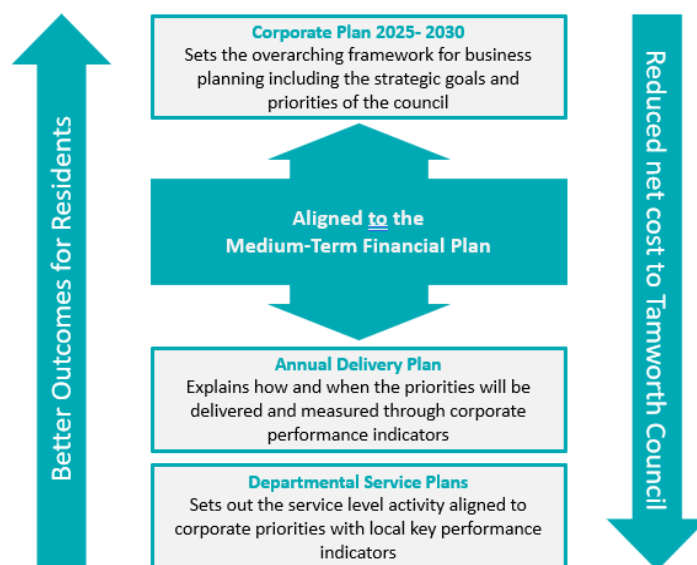 Better Outcomes for Residents
Corporate Plan 2025- 2030
Sets the overarching framework for business
planning including the strategic goals and
priorities of the council
Aligned to the
Medium-Term Financial Plan
Annual Delivery Plan
Explains how and when the priorities will be
delivered and measured through corporate
performance indicators
Departmental Service Plans
Sets out the service level activity aligned to
corporate priorities with local key performance
indicators
Reduced net cost to Tamworth Council